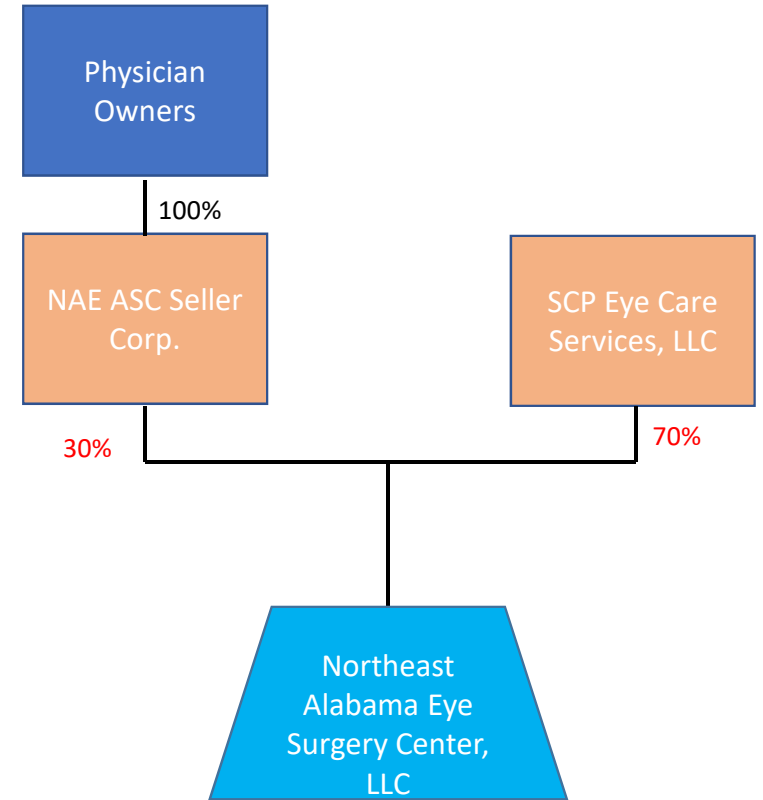 Physician
Owners
100%
NAE ASC Seller
Corp.
SCP Eye Care
Services, LLC
30%
70%
Northeast
Alabama Eye
Surgery Center,
LLC